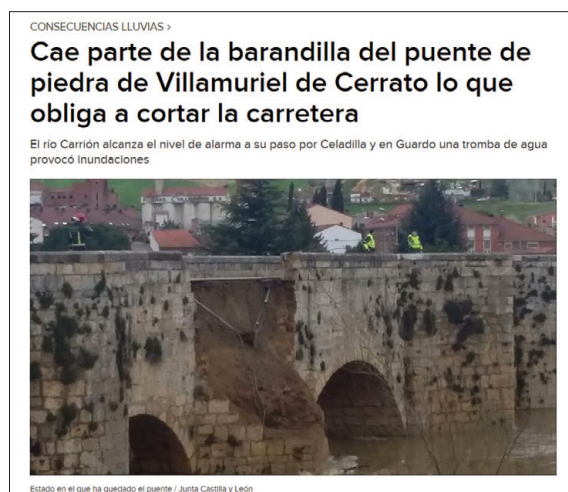 CONSECUENCIAS LLUVIAS >
Cae parte de la barandilla del puente de
piedra de Villamuriel de Cerrato lo que
obliga a cortar la carretera
El río Carrión alcanza el nivel de alarma a su paso por Celadilla y en Guardo una tromba de agua
provocó inundaciones
Estado en el que ha quedado el puente / Junta Castilla y León